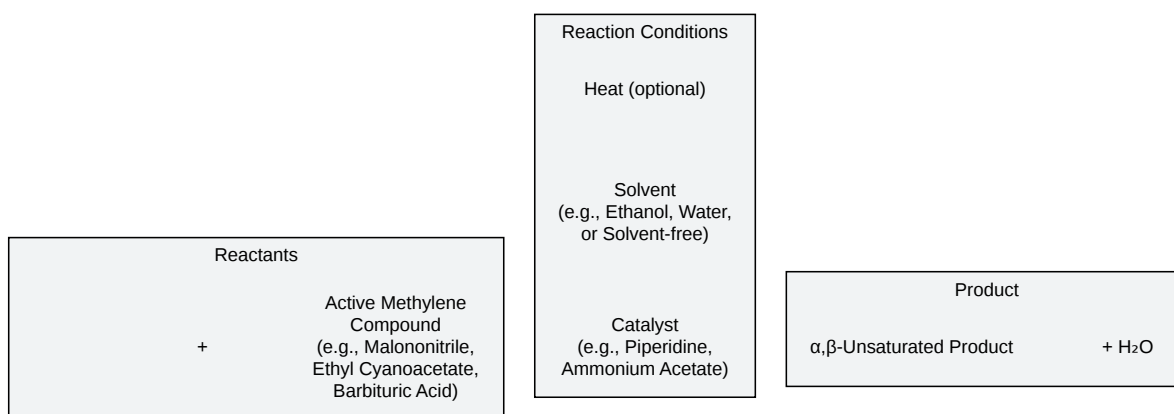 Reaction Conditions
Heat (optional)
Solvent
(e.g., Ethanol, Water,
or Solvent-free)
Catalyst
(e.g., Piperidine,
Ammonium Acetate)
Reactants
+
Active Methylene
Compound
(e.g., Malononitrile,
Ethyl Cyanoacetate,
Barbituric Acid)
Product
α,β-Unsaturated Product
+ H₂O